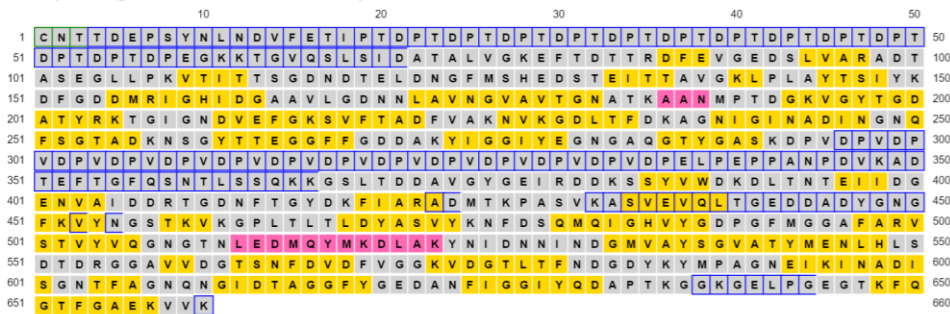 10 20 30 40 50
1 C N T T D E P S Y N L N D V F E T I P T D P T D P T D P T D P T D P T D P T D P T D P T D P T D P T 50
51 D P T D P T D P E G K K T G V Q S L S I D A T A L V G K E F T D T T R D F E V G E D S L V A R A D T 100
101 A S E G L L P K V T I T T S G D N D T E L D N G F M S H E D S T E I T T A V G K L P L A Y T S I Y K 150
151 D F G D D M R I G H I D G A A V L G D N N L A V N G V A V T G N A T K A A N M P T D G K V G Y T G D 200
201 A T Y R K T G I G N D V E F G K S V F T A D F V A K N V K G D L T F D K A G N I G I N A D I N G N Q 250
251 F S G T A D K N S G Y T T E G G F F G D D A K Y I G G I Y E G N G A Q G T Y G A S K D P V D P V D P 300
301 V D P V D P V D P V D P V D P V D P V D P V D P V D P V D P V D P V D P E L P E P P A N P D V K A D 350
351 T E F T G F Q S N T L S S Q K K G S L T D D A V G Y G E I R D D K S S Y V W D K D L T N T E I I D G 400
401 E N V A I D D R T G D N F T G Y D K F I A R A D M T K P A S V K A S V E V Q L T G E D D A D Y G N G 450
451 F K V Y N G S T K V K G P L T L T L D Y A S V Y K N F D S Q M Q I G H V Y G D P G F M G G A F A R V 500
501 S T V Y V Q G N G T N L E D M Q Y M K D L A K Y N I D N N I N D G M V A Y S G V A T Y M E N L H L S 550
551 D T D R G G A V V D G T S N F D V D F V G G K V D G T L T F N D G D Y K Y M P A G N E I K I N A D I 600
601 S G N T F A G N Q N G I D T A G G F Y G E D A N F I G G I Y Q D A P T K G G K G E L P G E G T K F Q 650
651 G T F G A E K V V K 660